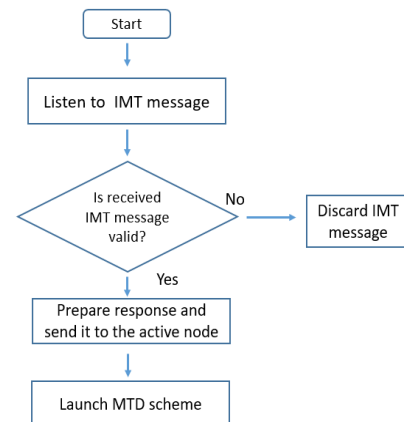 Start
Listen to IMT message
Is received
IMT message
valid?
No
Discard IMT
message
Yes
Prepare response and
send it to the active node
Launch MTD scheme